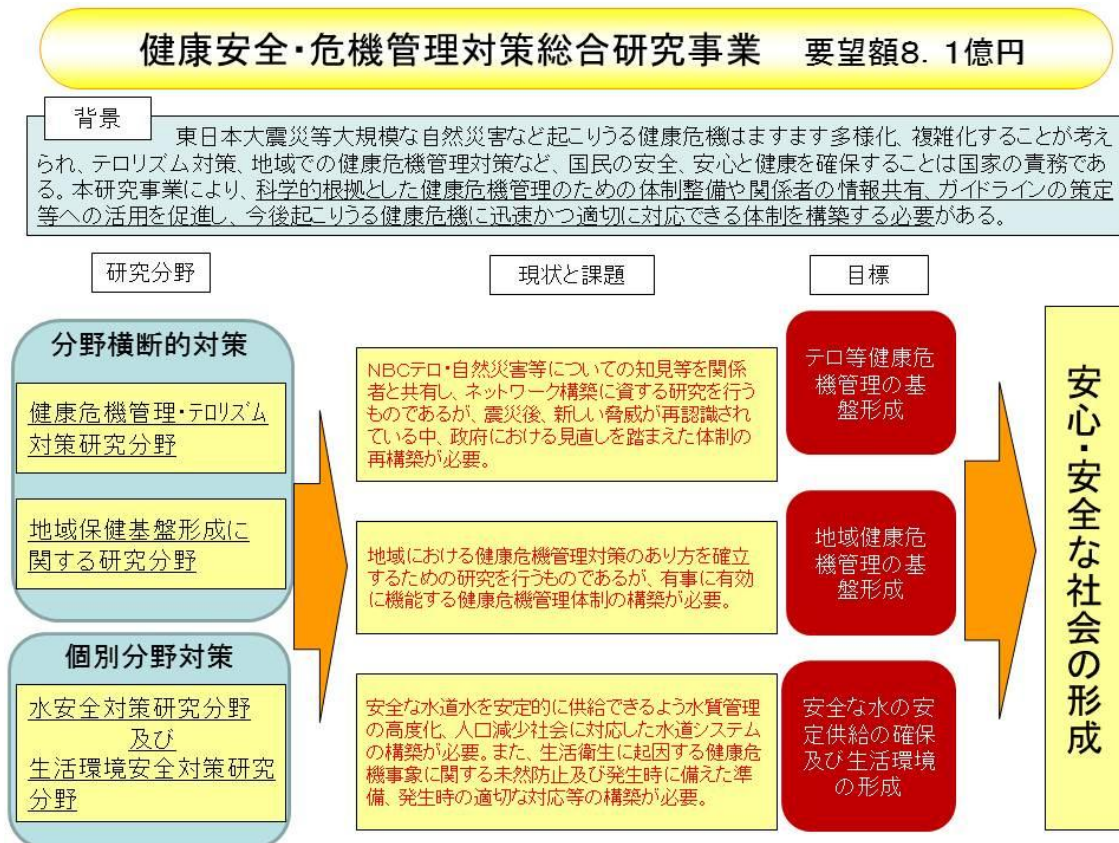 健康安全・危機管理対策総合研究事業　要望額8．1億円
背景
東日本大震災等大規模な自然災害など起こりうる健康危機はますます多様化、複雑化することが考え
られ、テロリズム対策、地域での健康危機管理対策など、国民の安全、安心と健康を確保することは国家の責務であ
る。本研究事業により、科学的根拠とした健康危機管理のための体制整備や関係者の情報共有、ガイドラインの策定
等への活用を促進し、今後起こりうる健康危機に迅速かつ適切に対応できる体制を構築する必要がある。
研究分野
現状と課題
目標
分野横断的対策
健康危機管理・テロリズム
対策研究分野
地域保健基盤形成に
関する研究分野
個別分野対策
水安全対策研究分野
及び
生活環境安全対策研究
分野
NBCテロ・自然災害等についての知見等を関係
者と共有し、ネットワーク構築に資する研究を行う
ものであるが、震災後、新しい脅威が再認識され
ている中、政府における見直しを踏まえた体制の
再構築が必要。
地域における健康危機管理対策のあり方を確立
するための研究を行うものであるが、有事に有効
に機能する健康危機管理体制の構築が必要。
安全な水道水を安定的に供給できるよう水質管理
の高度化、人口減少社会に対応した水道システム
の構築が必要。また、生活衛生に起因する健康危
機事象に関する未然防止及び発生時に備えた準
備、発生時の適切な対応等の構築が必要。
テロ等健康危
機管理の基
盤形成
地域健康危
機管理の基
盤形成
安全な水の安
定供給の確保
及び生活環境
の形成
安心・安全な社会の形成